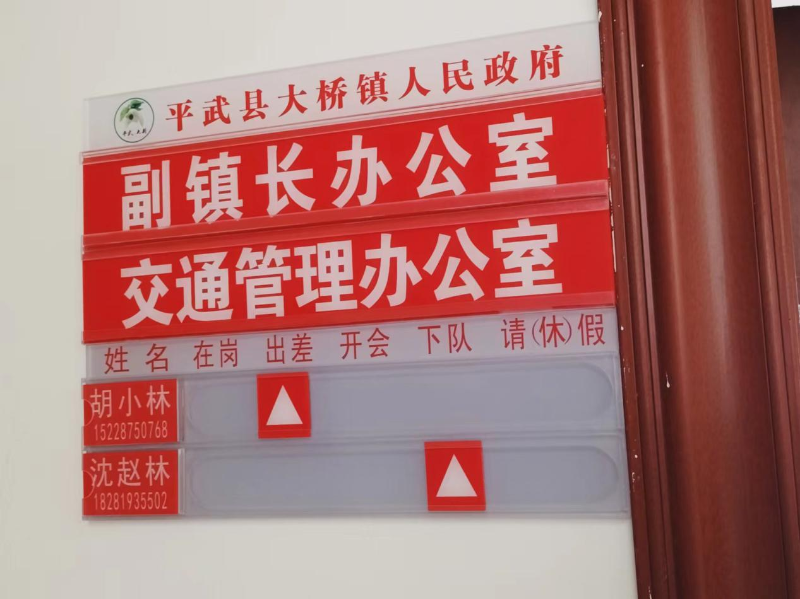 平武县大桥镇人民政府
副镇长办公室
交通管理办公室
姓名 在岗 出差 开会 下队 请(休)假
胡小林
15228750768
沈赵林
18281935502